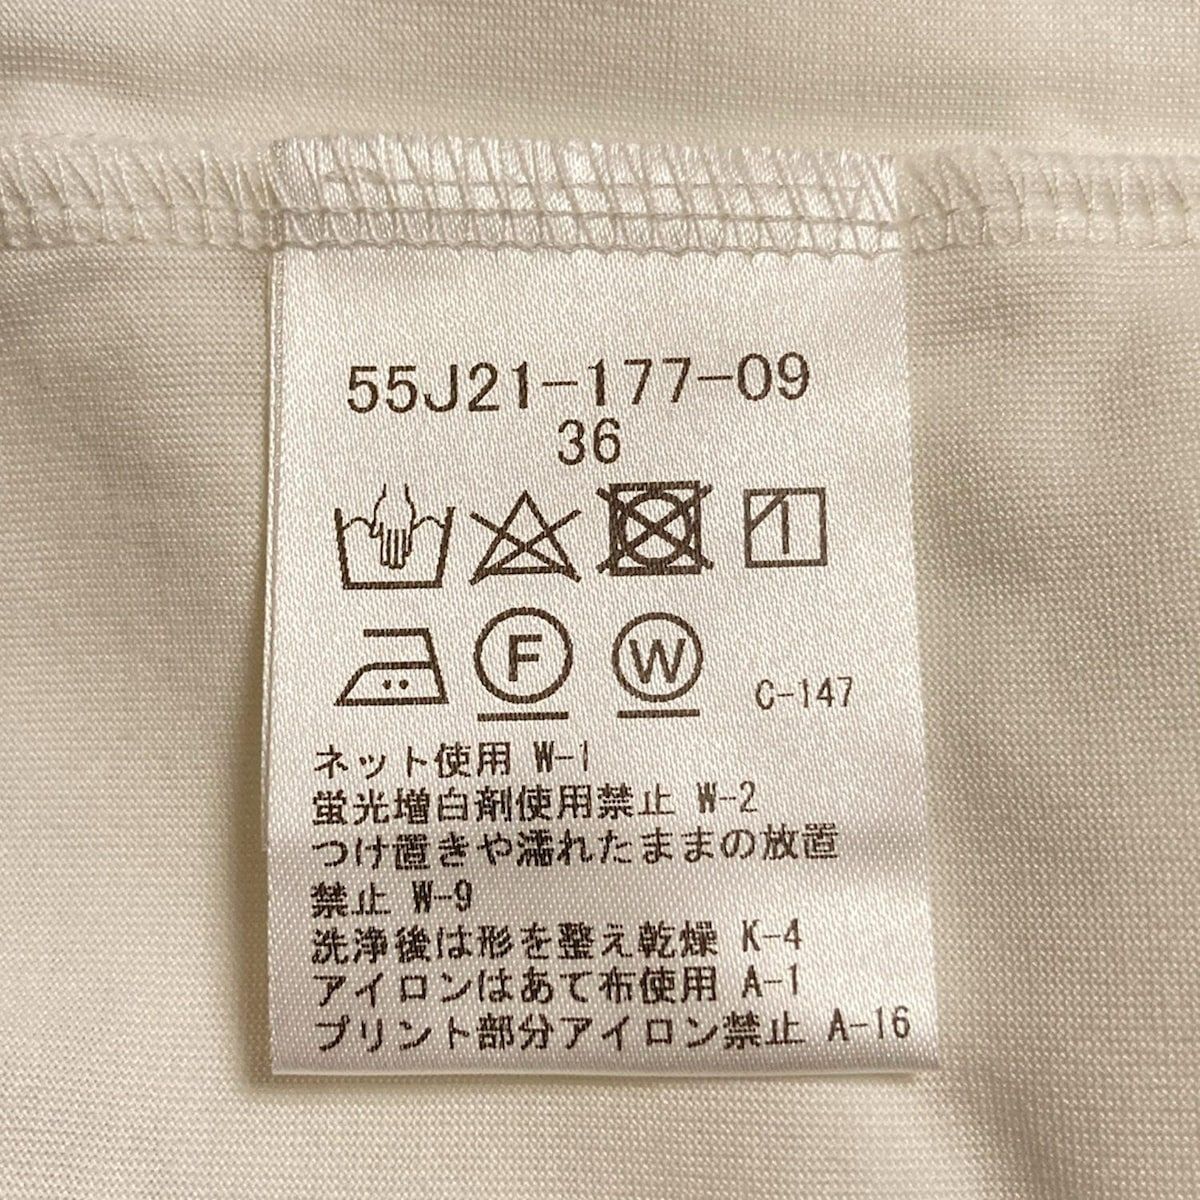 55J21-177-09
36
F W C-147
ネット使用 W-1
蛍光増白剤使用禁止 W-2
つけ置きや濡れたままの放置
禁止 W-9
洗浄後は形を整え乾燥 K-4
アイロンはあて布使用 A-1
プリント部分アイロン禁止 A-16